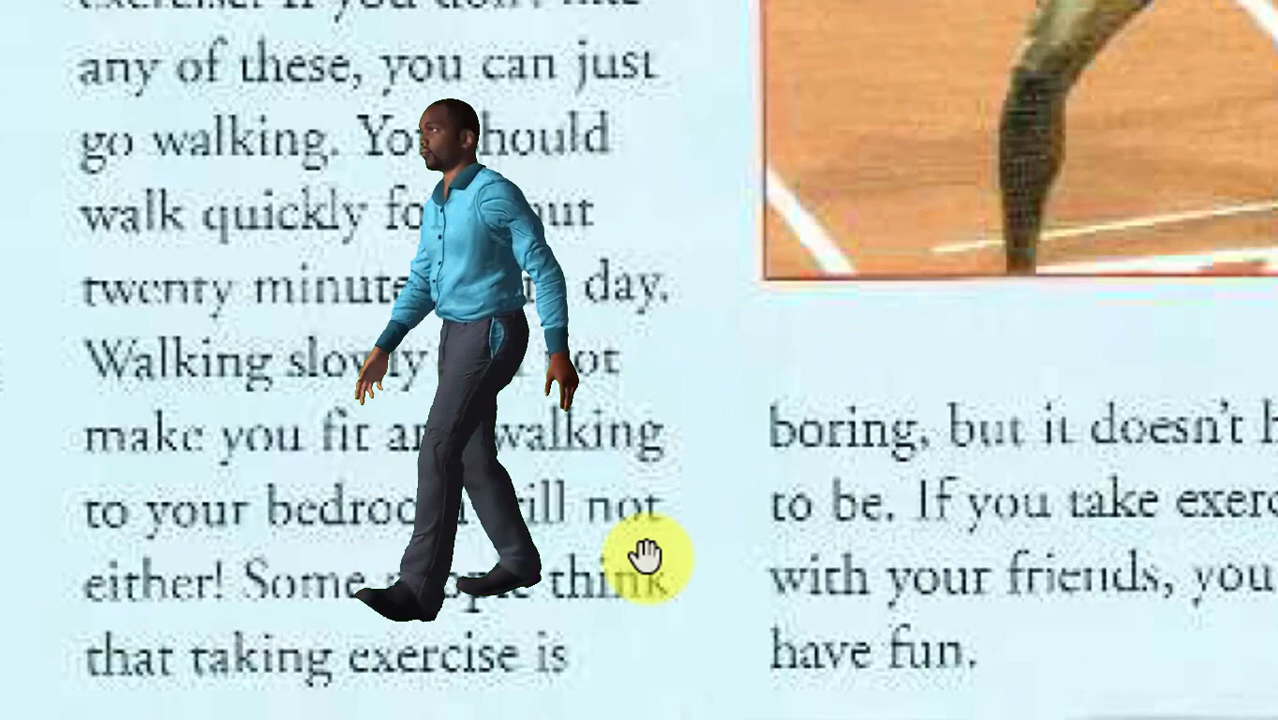 any of these, you can just
go walking. You should
walk quickly for about
twenty minutes day.
Walking slowly not
make you fit and walking
to your bedroom will not
either! Some people think
that taking exercise is
boring, but it doesn't
to be. If you take
with your friends, you
have fun.